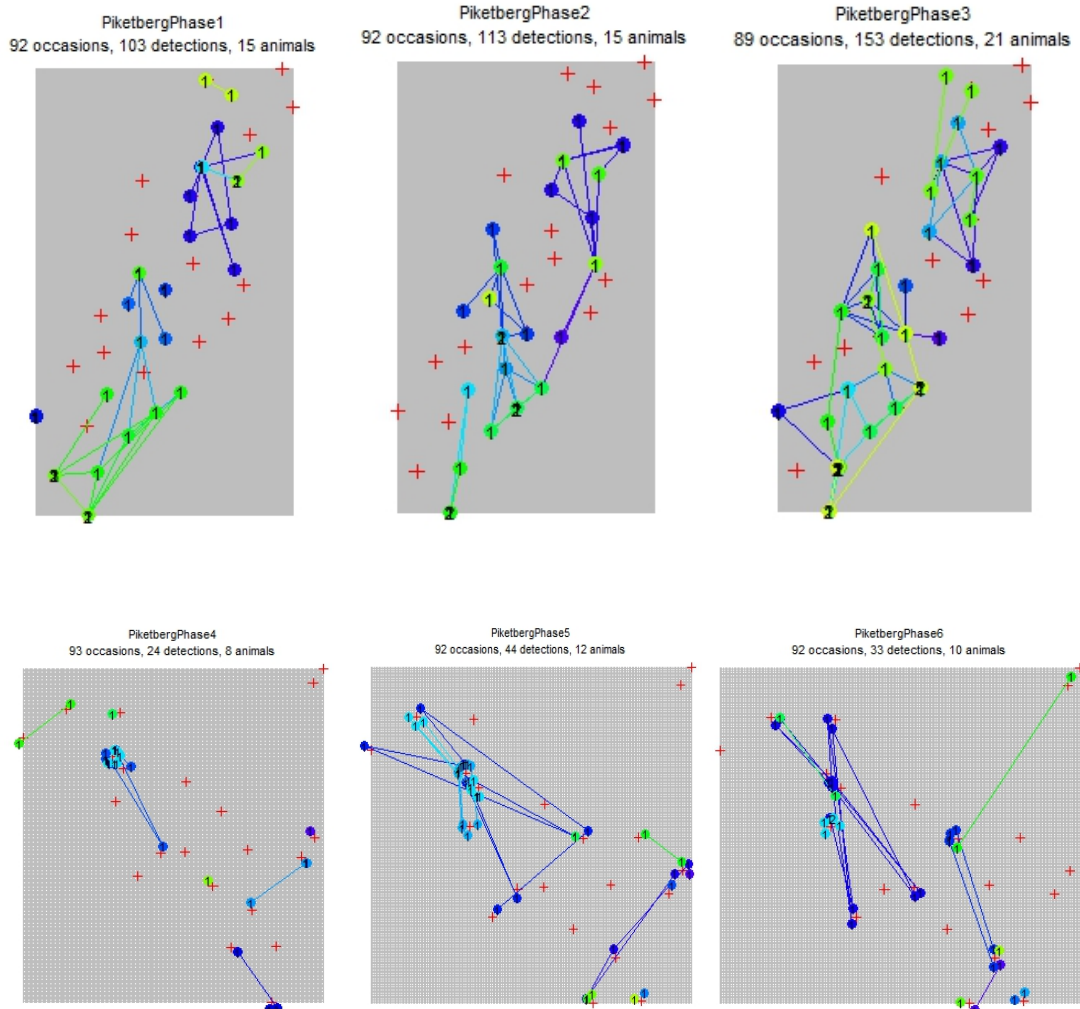 PiketbergPhase1
92 occasions, 103 detections, 15 animals
PiketbergPhase2
92 occasions, 113 detections, 15 animals
PiketbergPhase3
89 occasions, 153 detections, 21 animals
PiketbergPhase4
93 occasions, 24 detections, 8 animals
PiketbergPhase5
92 occasions, 44 detections, 12 animals
PiketbergPhase6
92 occasions, 33 detections, 10 animals